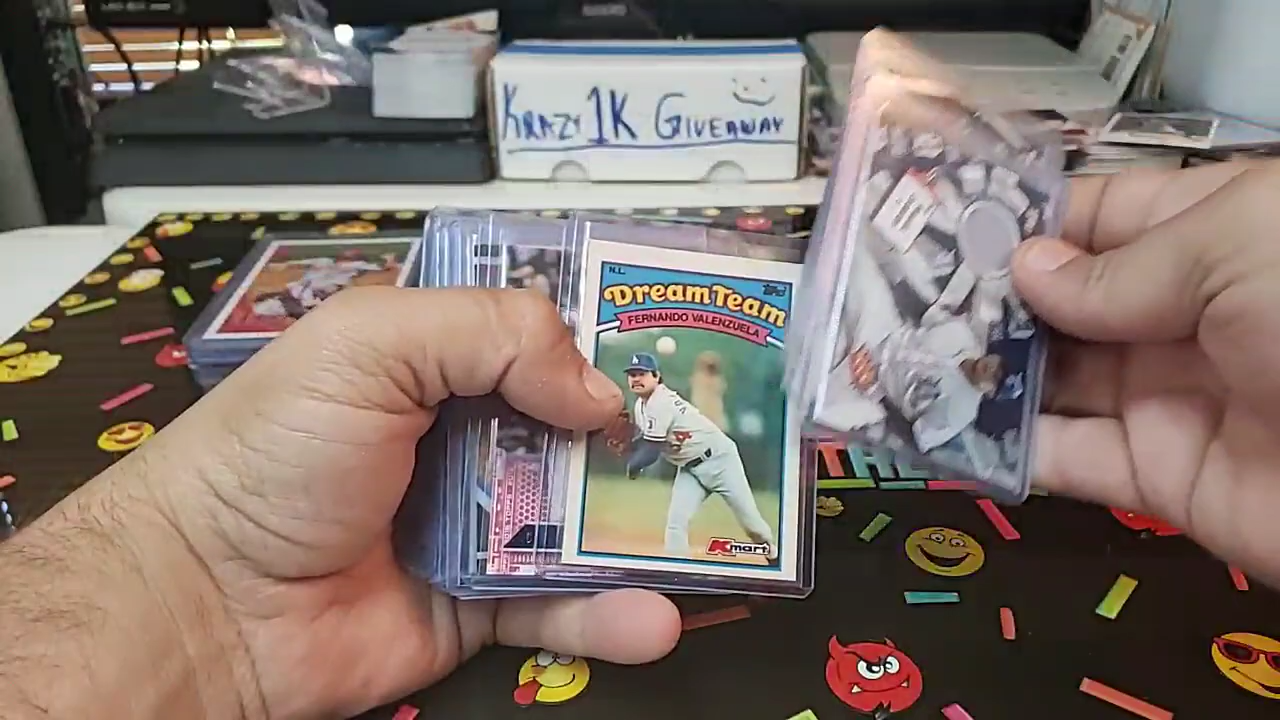 KRAZY 1K GIVEAWAY
N.L.
Topps
DreamTeam
FERNANDO VALENZUELA
Kmart